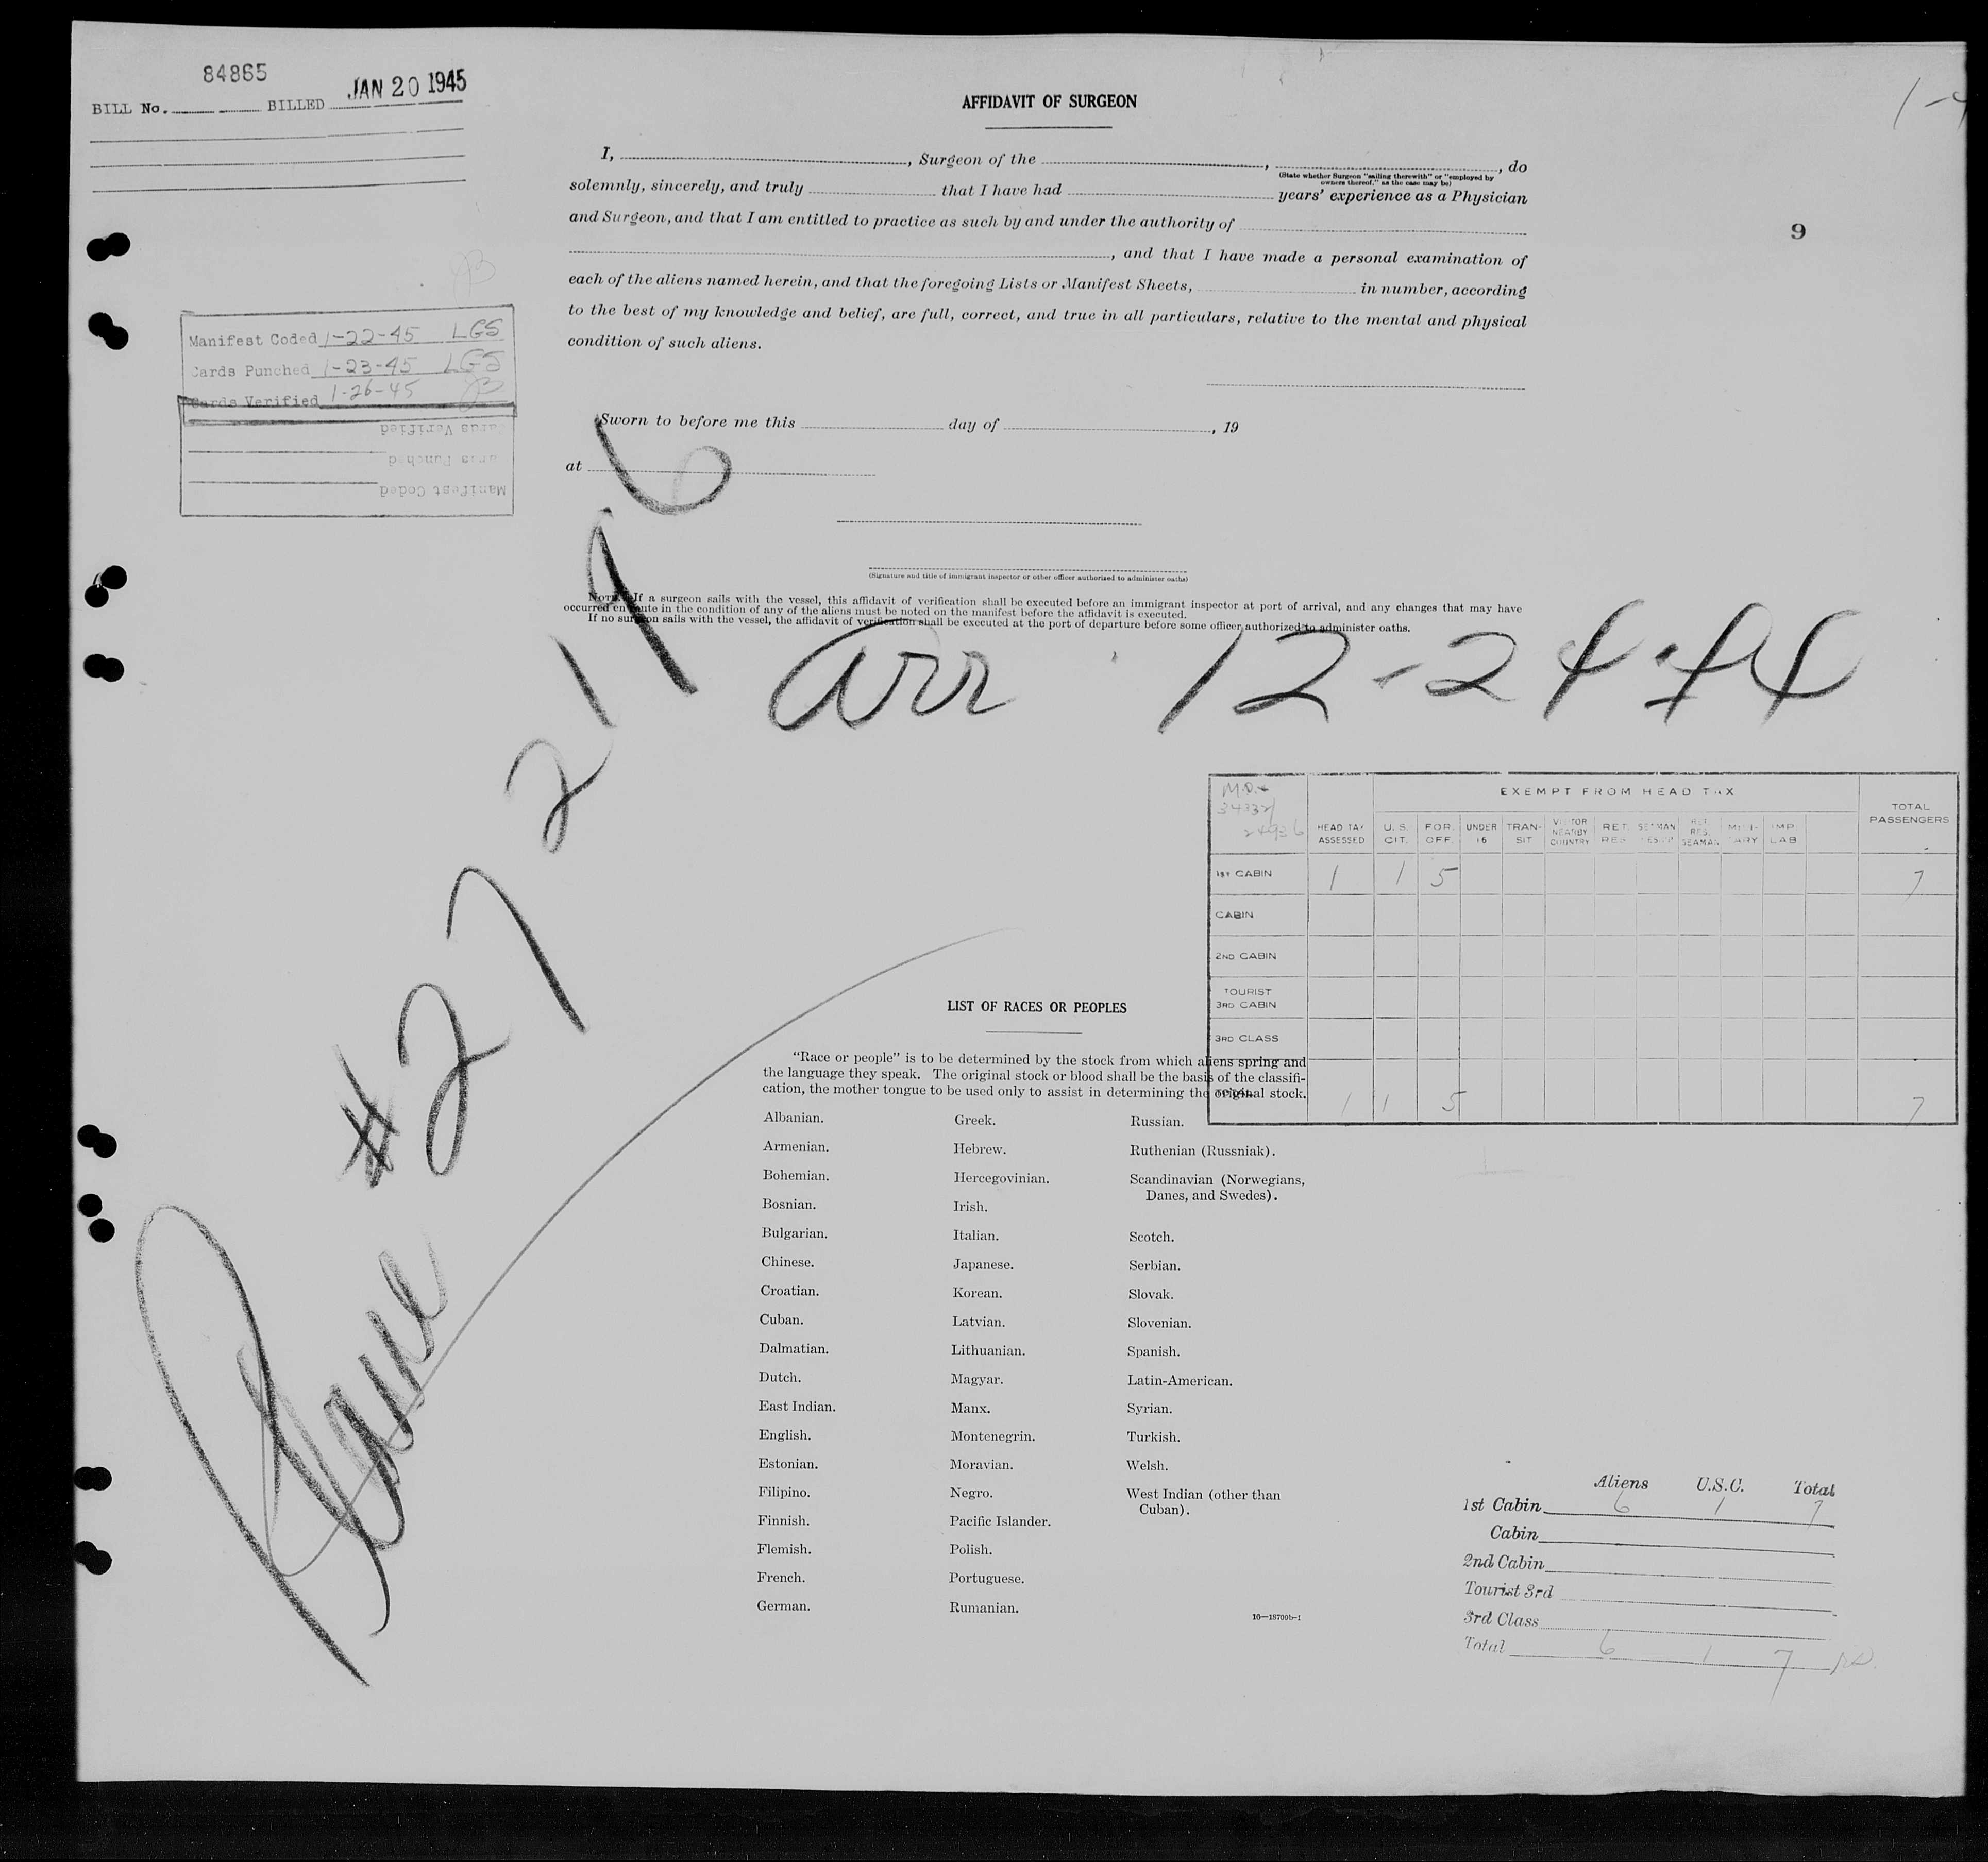 84865
BILL No. BILLED JAN 20 1945
1-4
AFFIDAVIT OF SURGEON
I, , Surgeon of the , , do
(State whether Surgeon "sailing therewith" or "employed by
owners thereof," as the case may be)
solemnly, sincerely, and truly that I have had years' experience as a Physician
and Surgeon, and that I am entitled to practice as such by and under the authority of
9
, and that I have made a personal examination of
each of the aliens named herein, and that the foregoing Lists or Manifest Sheets, in number, according
to the best of my knowledge and belief, are full, correct, and true in all particulars, relative to the mental and physical
condition of such aliens.
Manifest Coded 1-22-45 LGS
Cards Punched 1-23-45 LGS
Cards Verified 1-26-45
Cards Verified
Cards Punched
Manifest Coded
Sworn to before me this day of , 19
at
(Signature and title of immigrant inspector or other officer authorized to administer oaths)
NOTE.—If a surgeon sails with the vessel, this affidavit of verification shall be executed before an immigrant inspector at port of arrival, and any changes that may have
occurred en route in the condition of any of the aliens must be noted on the manifest before the affidavit is executed.
If no surgeon sails with the vessel, the affidavit of verification shall be executed at the port of departure before some officer authorized to administer oaths.
arr 12-24-44
Plane #272196
EXEMPT FROM HEAD TAX
HEAD TAX ASSESSED U. S. CIT. FOR. OFF. UNDER 16 TRAN-SIT VISITOR NEARBY COUNTRY RET. RES. SEAMAN RET. RES. SEAMAN MILI-TARY IMP. LAB TOTAL PASSENGERS
1ST CABIN 1 1 5 7
CABIN
2ND CABIN
TOURIST
3RD CABIN
3RD CLASS
TOTAL 1 1 5 7
LIST OF RACES OR PEOPLES
"Race or people" is to be determined by the stock from which aliens spring and
the language they speak. The original stock or blood shall be the basis of the classifi-
cation, the mother tongue to be used only to assist in determining the original stock.
Albanian.
Armenian.
Bohemian.
Bosnian.
Bulgarian.
Chinese.
Croatian.
Cuban.
Dalmatian.
Dutch.
East Indian.
English.
Estonian.
Filipino.
Finnish.
Flemish.
French.
German.
Greek.
Hebrew.
Hercegovinian.
Irish.
Italian.
Japanese.
Korean.
Latvian.
Lithuanian.
Magyar.
Manx.
Montenegrin.
Moravian.
Negro.
Pacific Islander.
Polish.
Portuguese.
Rumanian.
Russian.
Ruthenian (Russniak).
Scandinavian (Norwegians,
Danes, and Swedes).
Scotch.
Serbian.
Slovak.
Slovenian.
Spanish.
Latin-American.
Syrian.
Turkish.
Welsh.
West Indian (other than
Cuban).
16—18709b-1
Aliens U.S.C. Total
1st Cabin 6 1 7
Cabin
2nd Cabin
Tourist 3rd
3rd Class
Total 6 1 7